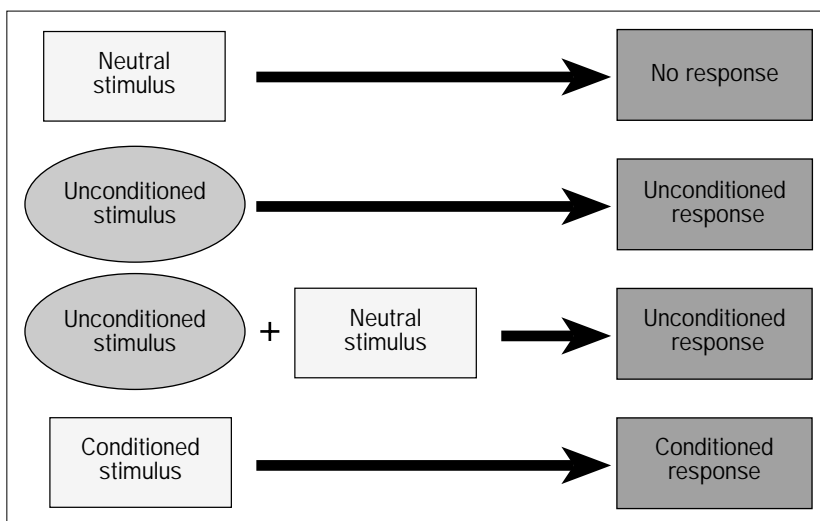 Neutral
stimulus
No response
Unconditioned
stimulus
Unconditioned
response
Unconditioned
stimulus
+
Neutral
stimulus
Unconditioned
response
Conditioned
stimulus
Conditioned
response